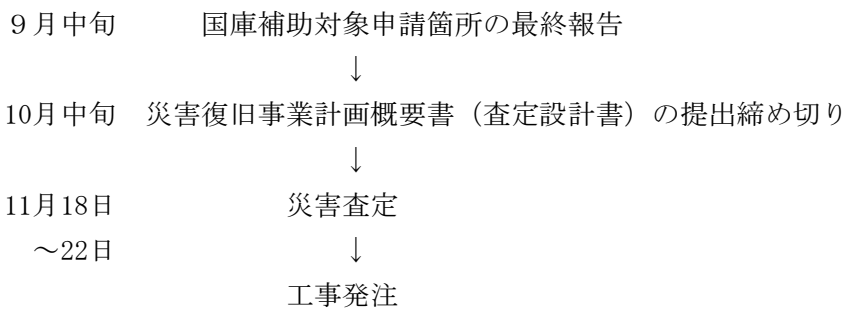 ９月中旬　国庫補助対象申請箇所の最終報告
↓
10月中旬　災害復旧事業計画概要書（査定設計書）の提出締め切り
↓
11月18日　災害査定
～22日　↓
工事発注